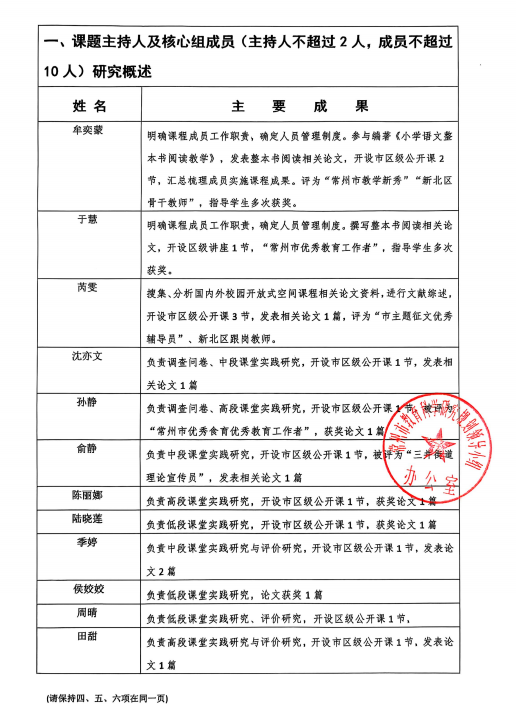 一、课题主持人及核心组成员（主持人不超过 2 人，成员不超过
10 人）研究概述
姓 名
主 要 成 果
牟奕蒙
明确课程成员工作职责，确定人员管理制度。参与编著《小学语文整
本书阅读教学》，发表整本书阅读相关论文，开设市区级公开课 2
节，汇总梳理成员实施课程成果。评为“常州市教学新秀”“新北区
骨干教师”，指导学生多次获奖。
于慧
明确课程成员工作职责，确定人员管理制度。撰写整本书阅读相关论
文，开设区级讲座 1 节，“常州市优秀教育工作者”，指导学生多次
获奖。
芮雯
搜集、分析国内外校园开放式空间课程相关论文资料，进行文献综述，
开设市区级公开课 3 节，发表相关论文 1 篇，评为“市主题征文优秀
辅导员”、新北区跟岗教师。
沈亦文
负责调查问卷、中段课堂实践研究，开设市区级公开课 1 节，发表相
关论文 1 篇
孙静
负责调查问卷、高段课堂实践研究，开设市区级公开课 1 节，被评为
“常州市优秀食育优秀教育工作者”，获奖论文 1 篇
俞静
负责中段课堂实践研究，开设市区级公开课 1 节，被评为“三井街道
理论宣传员”，发表相关论文 1 篇
陈丽娜
负责高段课堂实践研究，开设市区级公开课 1 节，获奖论文 1 篇
陆晓莲
负责低段课堂实践研究，开设市区级公开课 1 节，获奖论文 1 篇
季婷
负责中段课堂实践研究与评价研究，开设市区级公开课 1 节，发表论
文 2 篇
侯姣姣
负责低段课堂实践研究，论文获奖 1 篇
周晴
负责低段课堂实践研究、评价研究，开设区级公开课 1 节，
田甜
负责高段课堂实践研究与评价研究，开设市区级公开课 1 节，发表论
文 1 篇
常州市教育科学研究规划领导小组
办公室
(请保持四、五、六项在同一页)